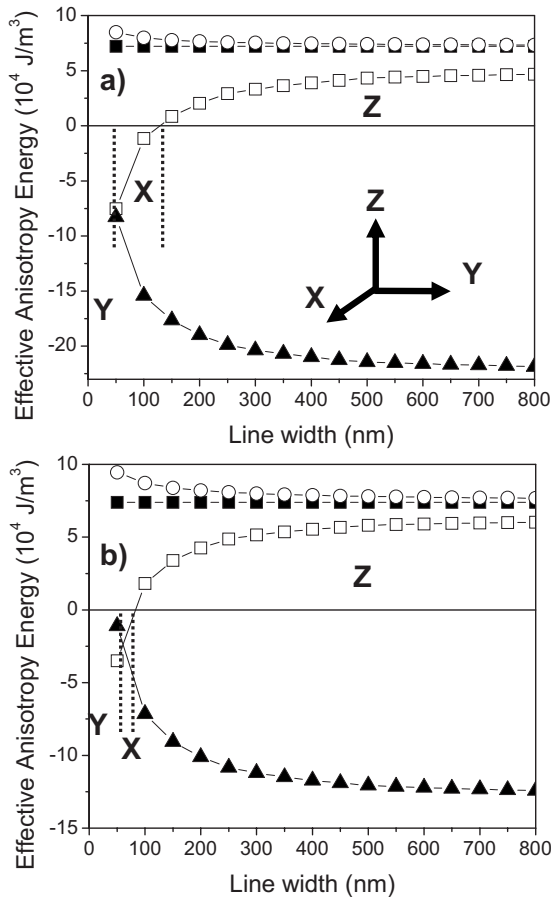 Effective Anisotropy Energy (10⁴ J/m³)
10
5
0
-5
-10
-15
-20
a)
Z
X
Y
Z
X
Y
0 100 200 300 400 500 600 700 800
Line width (nm)
Effective Anisotropy Energy (10⁴ J/m³)
10
5
0
-5
-10
-15
b)
Z
Y
X
0 100 200 300 400 500 600 700 800
Line width (nm)